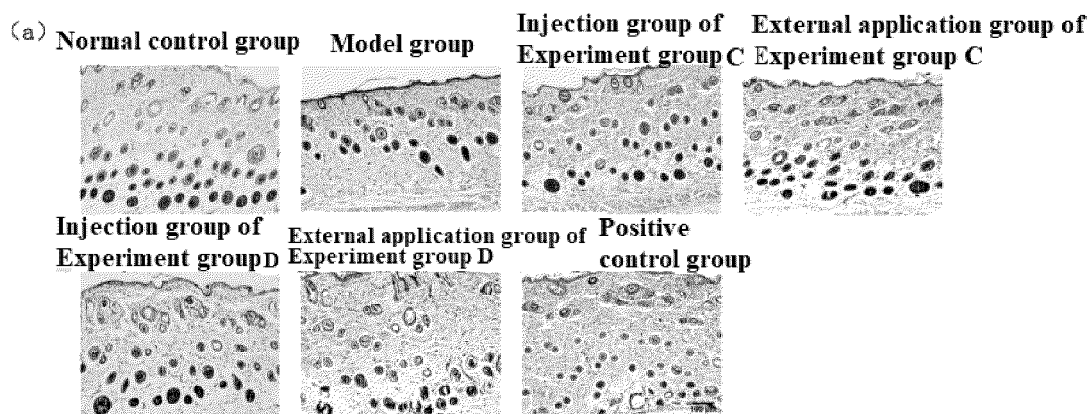 (a)
Normal control group
Model group
Injection group of
Experiment group C
External application group of
Experiment group C
Injection group of
Experiment group D
External application group of
Experiment group D
Positive
control group